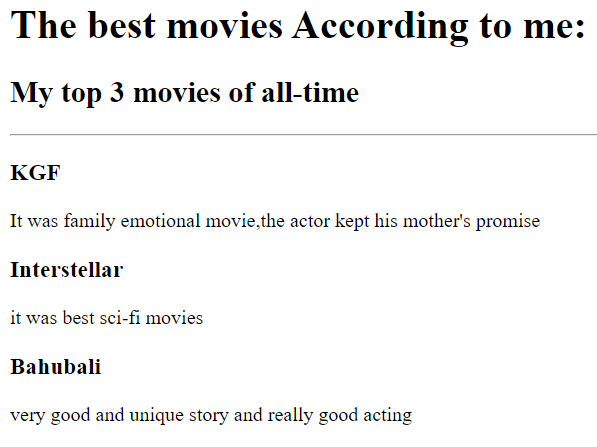 The best movies According to me:
My top 3 movies of all-time
KGF
It was family emotional movie,the actor kept his mother's promise
Interstellar
it was best sci-fi movies
Bahubali
very good and unique story and really good acting